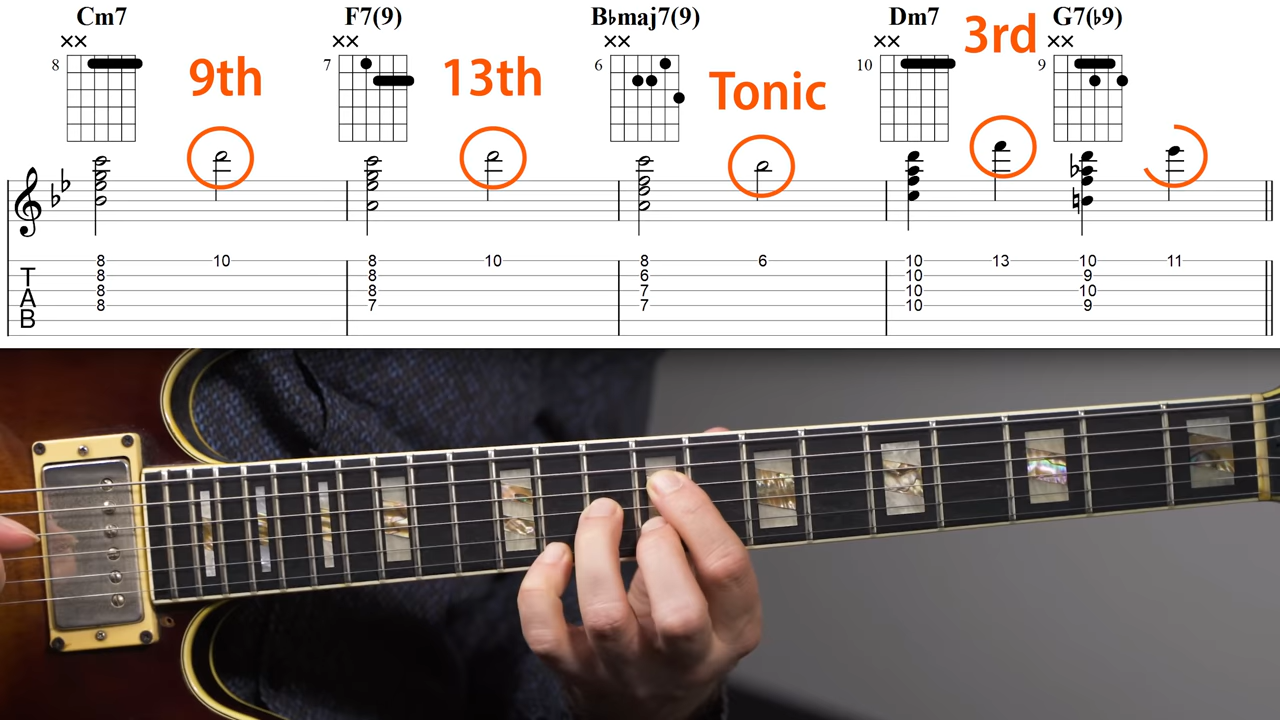 Cm7 F7(9) B♭maj7(9) Dm7 G7(♭9)
×× ×× ×× ×× ××
8 7 6 10 9
9th 13th Tonic 3rd
T 8 10 8 10 8 6 10 13 10 11
8 8 6 10 9
A 8 8 7 10 10
B 8 7 7 10 9